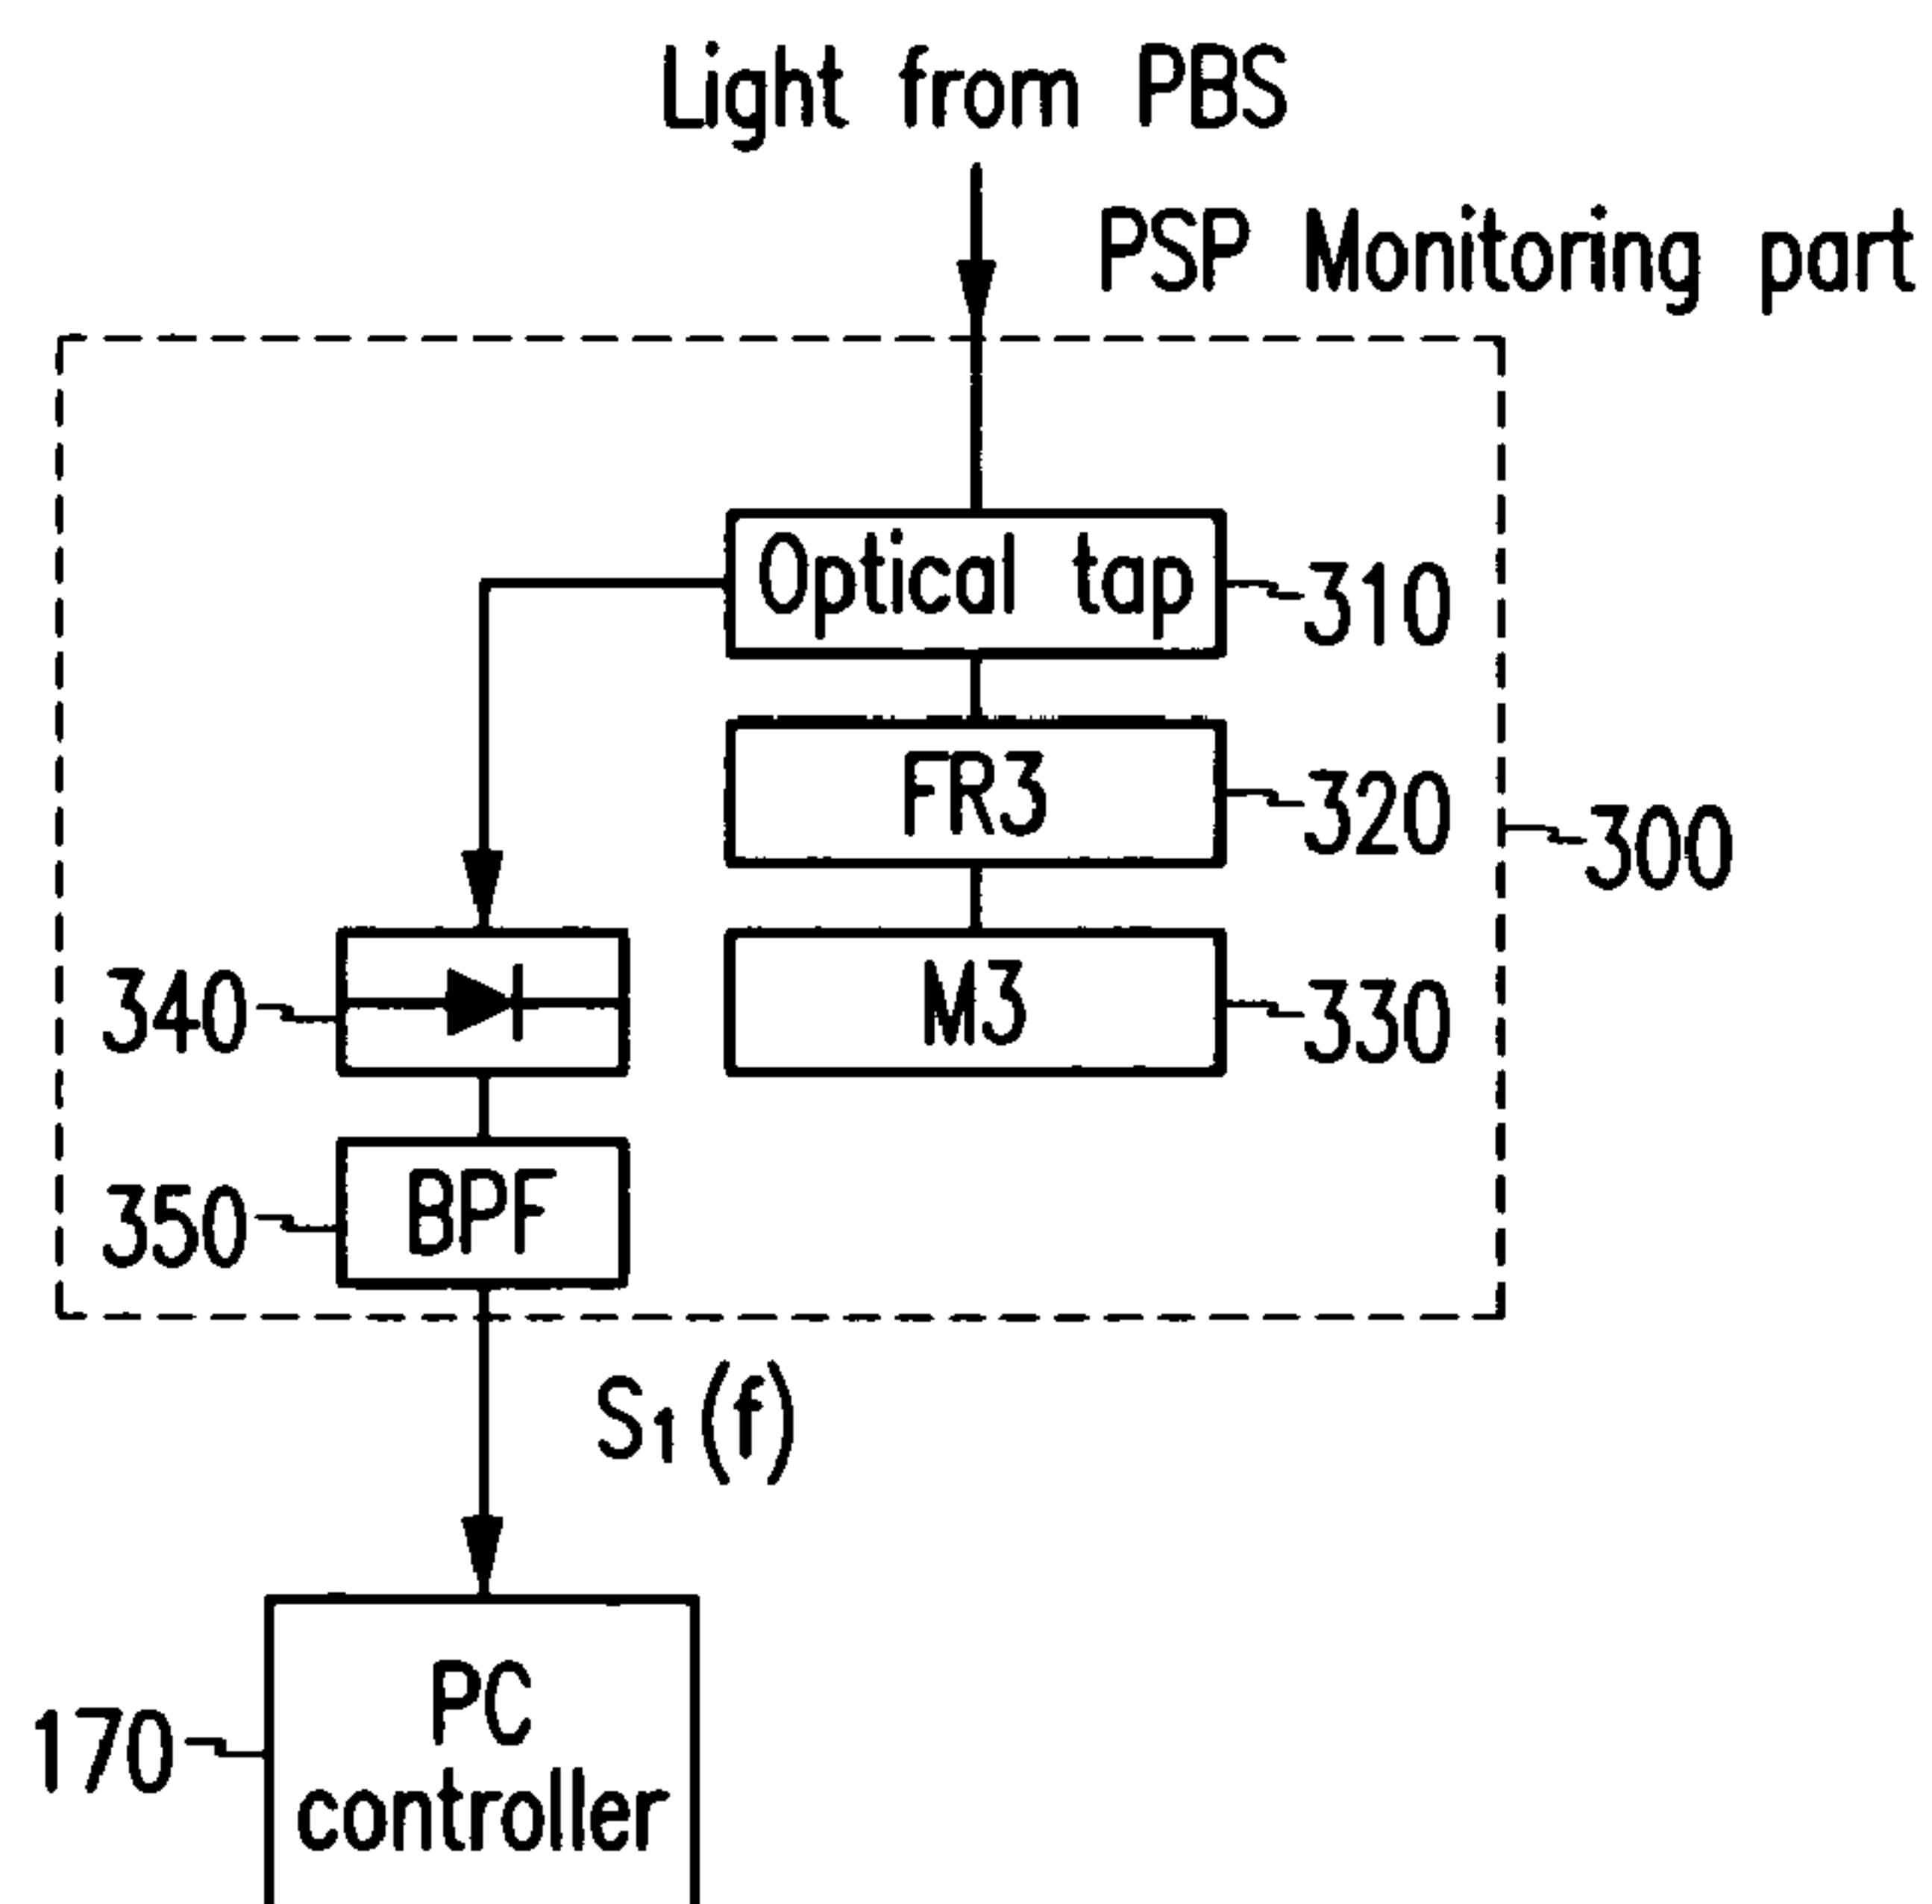 Light from PBS
PSP Monitoring part
Optical tap
310
FR3
320
300
340
M3
330
350
BPF
S1 (f)
170
PC
controller